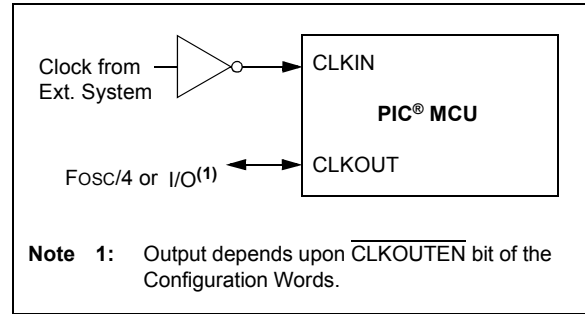 Clock from
Ext. System
CLKIN
PIC® MCU
FOSC/4 or I/O(1)
CLKOUT
Note 1: Output depends upon CLKOUTEN bit of the
Configuration Words.